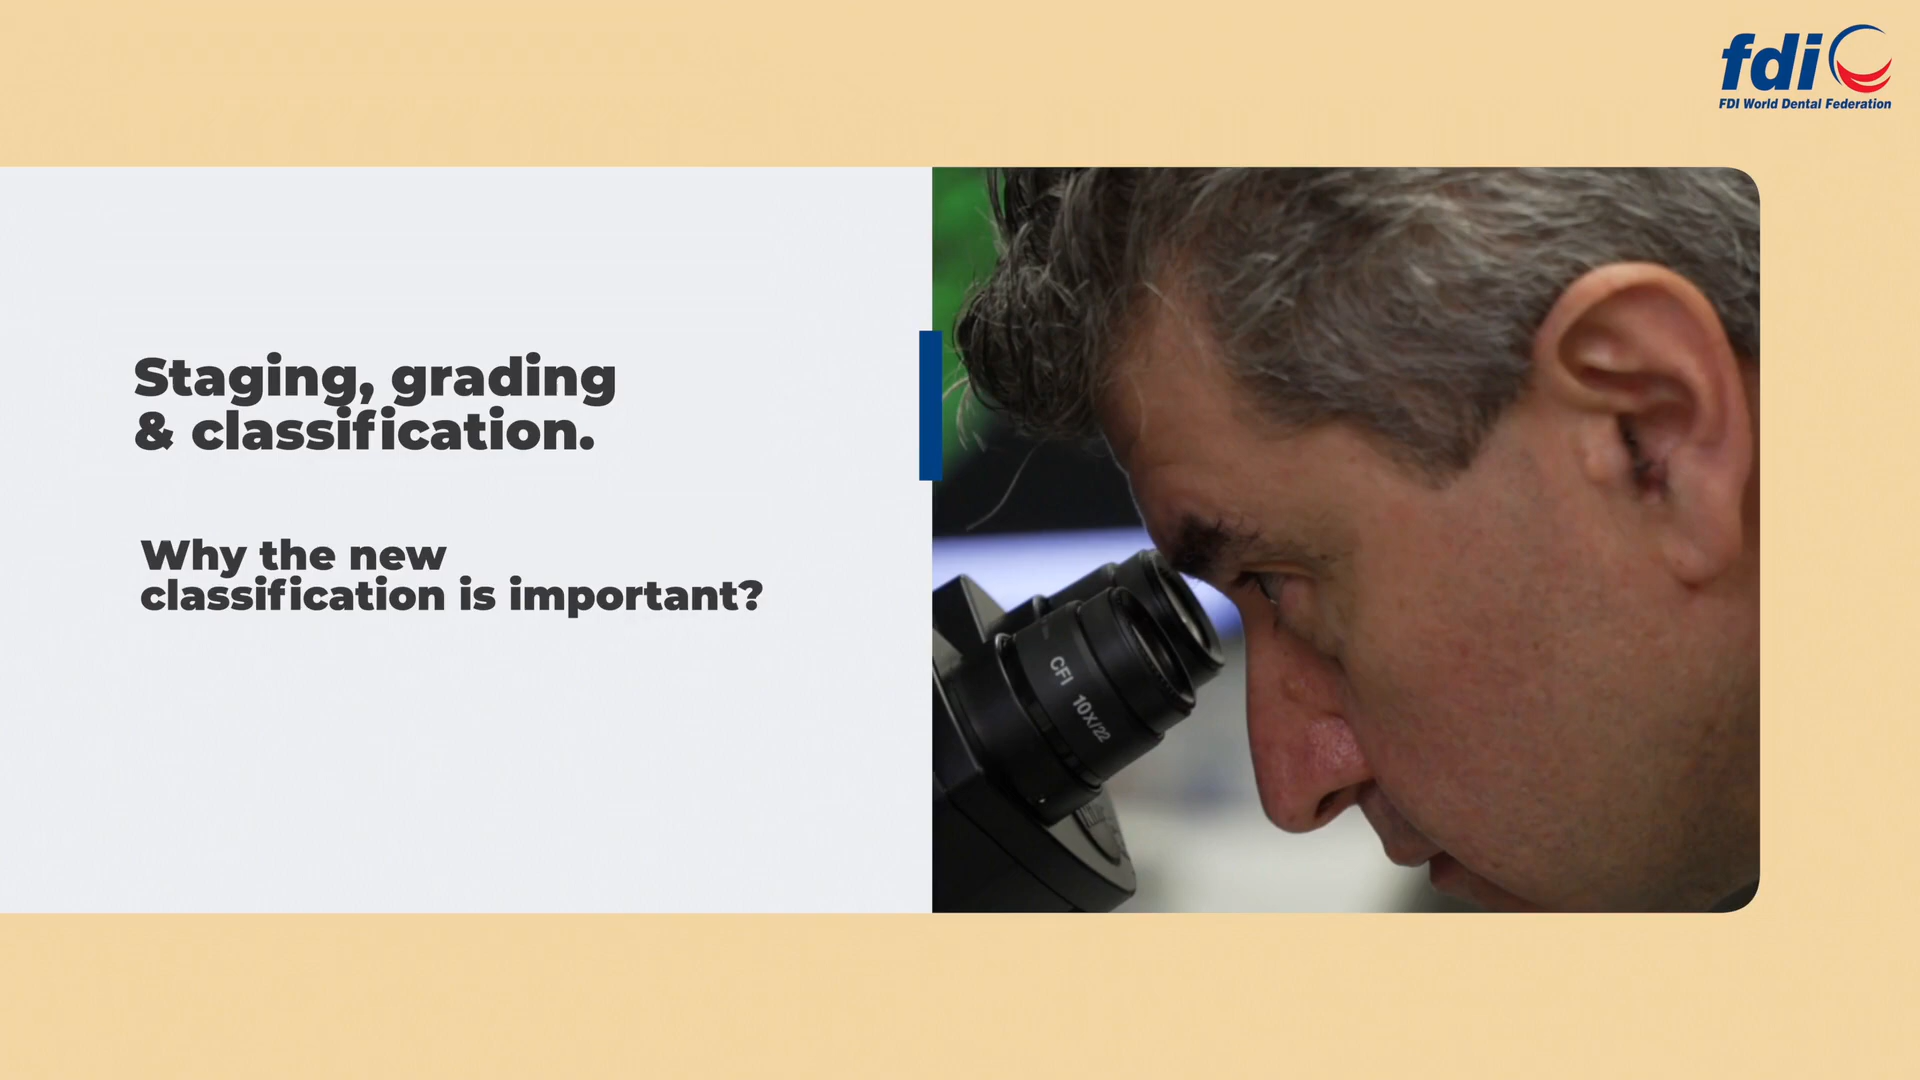 fdi
FDI World Dental Federation
Staging, grading
& classification.
Why the new
classification is important?
CFI 10X/22